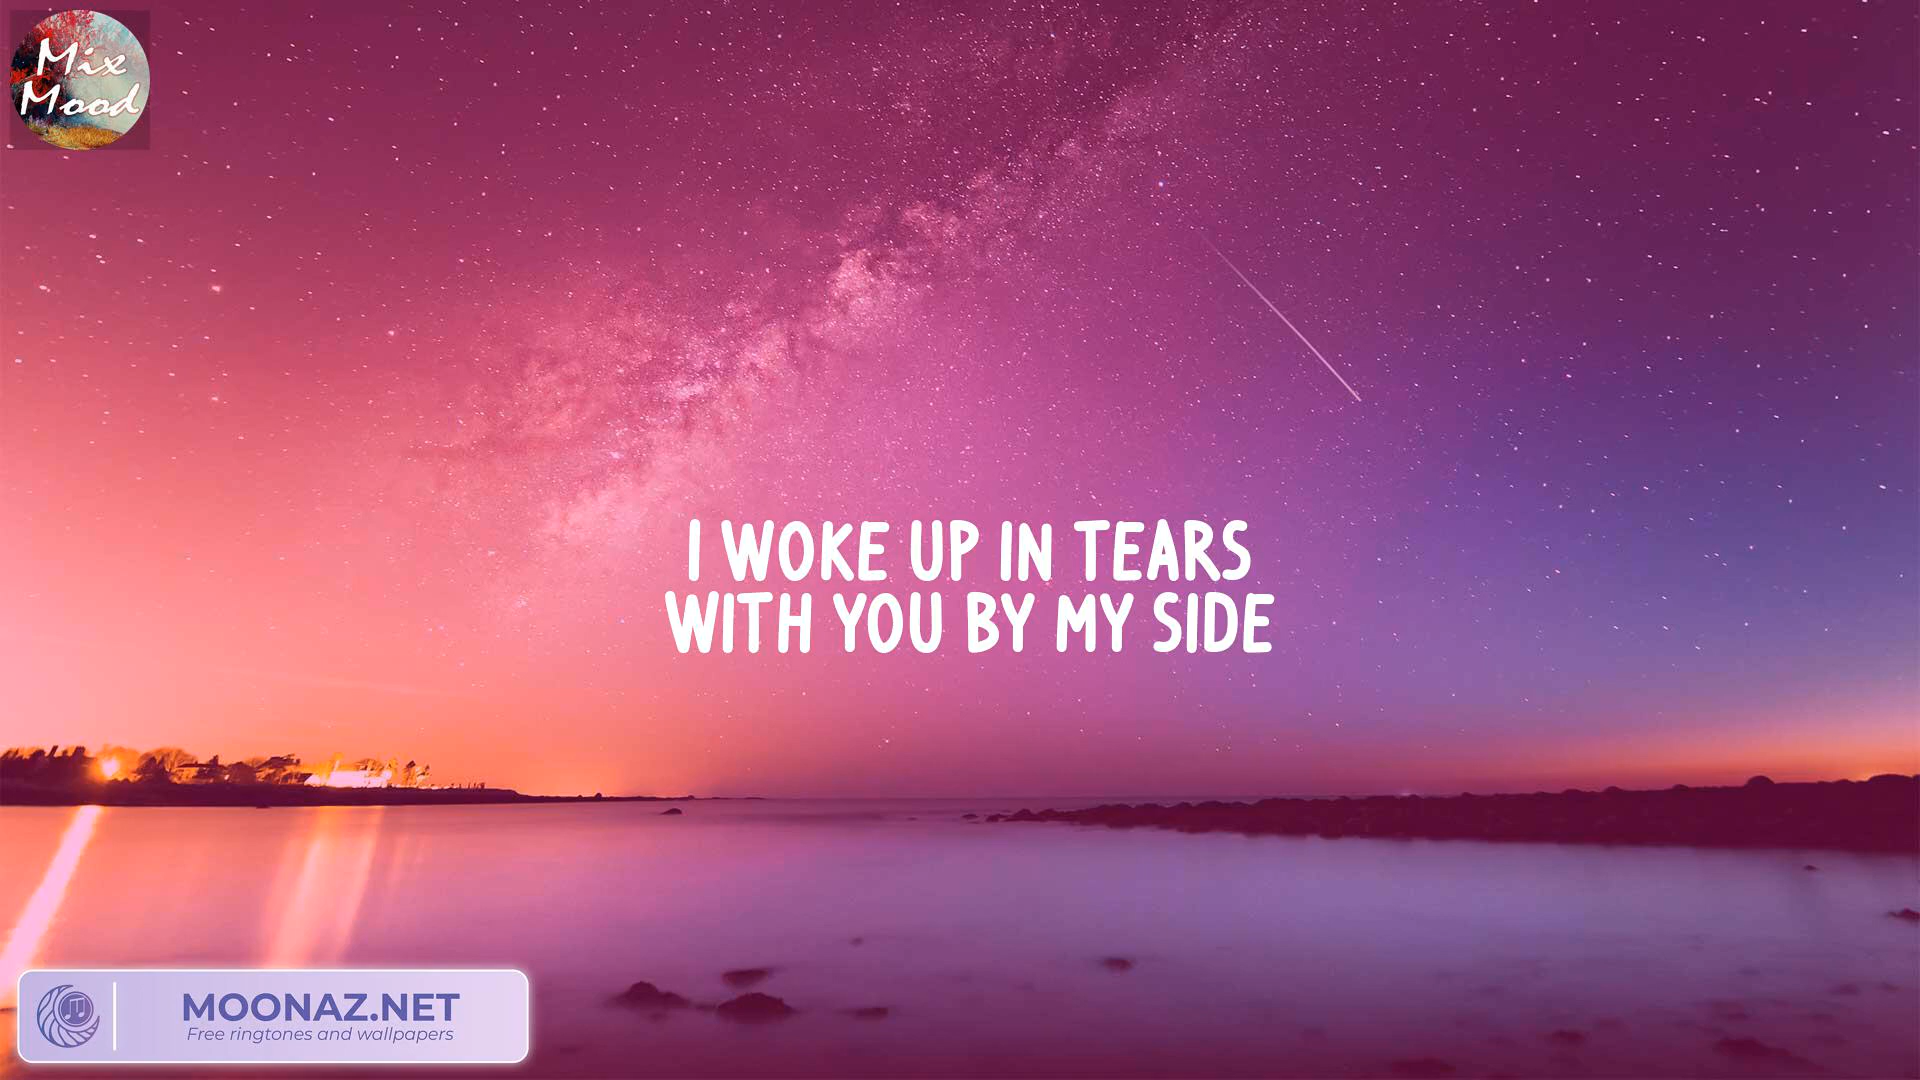 Mix
Mood
I WOKE UP IN TEARS
WITH YOU BY MY SIDE
MOONAZ.NET
Free ringtones and wallpapers